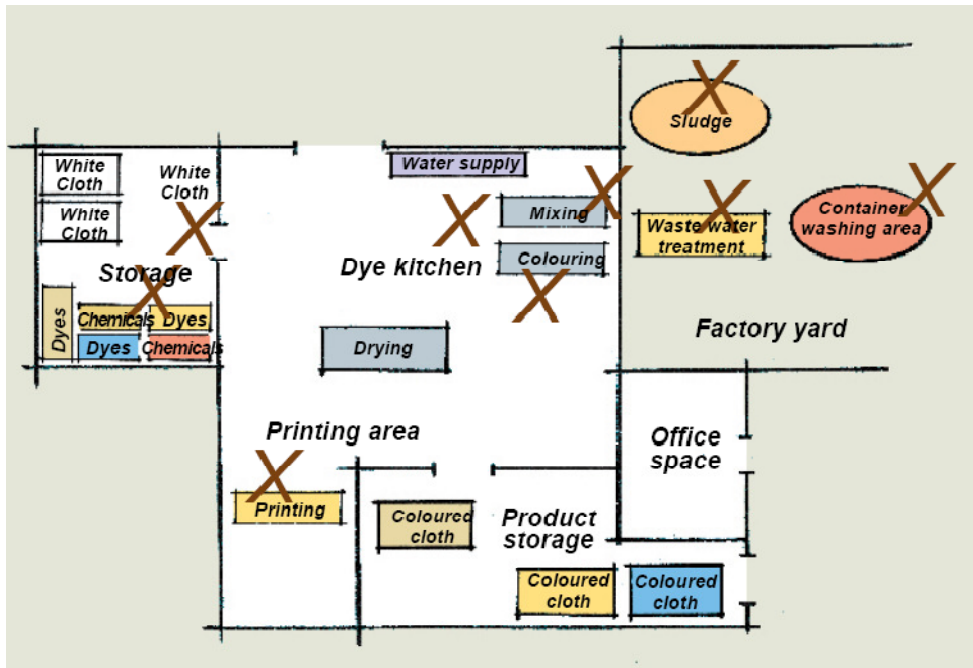 Sludge
White
Cloth
White
Cloth
Water supply
White
Cloth
Mixing
Waste water
treatment
Container
washing area
Storage
Dye kitchen
Colouring
Dyes
Chemicals
Dyes
Dyes
Chemicals
Drying
Factory yard
Printing area
Office
space
Printing
Coloured
cloth
Product
storage
Coloured
cloth
Coloured
cloth